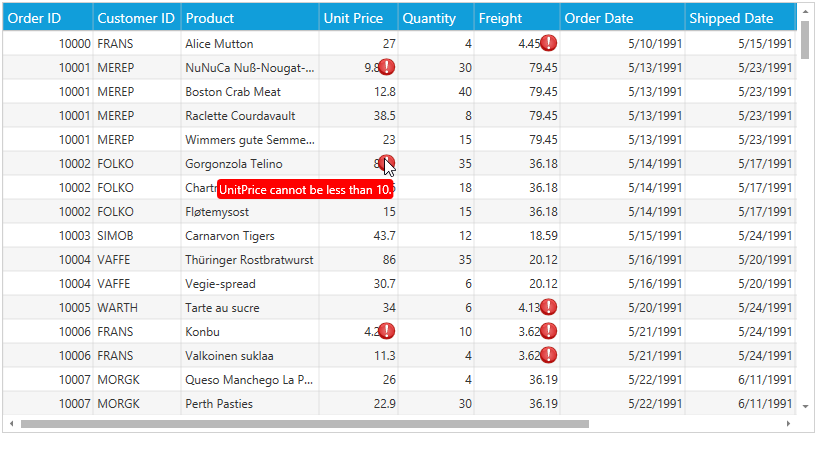 Order ID Customer ID Product Unit Price Quantity Freight Order Date Shipped Date
10000 FRANS Alice Mutton 27 4 4.45 5/10/1991 5/15/1991
10001 MEREP NuNuCa Nuß-Nougat-... 9.8 30 79.45 5/13/1991 5/23/1991
10001 MEREP Boston Crab Meat 12.8 40 79.45 5/13/1991 5/23/1991
10001 MEREP Raclette Courdavault 38.5 8 79.45 5/13/1991 5/23/1991
10001 MEREP Wimmers gute Semme... 23 15 79.45 5/13/1991 5/23/1991
10002 FOLKO Gorgonzola Telino 35 36.18 5/14/1991 5/17/1991
10002 FOLKO 18 36.18 5/14/1991 5/17/1991
UnitPrice cannot be less than 10.
10002 FOLKO Fløtemysost 15 15 36.18 5/14/1991 5/17/1991
10003 SIMOB Carnarvon Tigers 43.7 12 18.59 5/15/1991 5/24/1991
10004 VAFFE Thüringer Rostbratwurst 86 35 20.12 5/16/1991 5/20/1991
10004 VAFFE Vegie-spread 30.7 6 20.12 5/16/1991 5/20/1991
10005 WARTH Tarte au sucre 34 6 4.13 5/20/1991 5/24/1991
10006 FRANS Konbu 4.2 10 3.62 5/21/1991 5/24/1991
10006 FRANS Valkoinen suklaa 11.3 4 3.62 5/21/1991 5/24/1991
10007 MORGK Queso Manchego La P... 26 4 36.19 5/22/1991 6/11/1991
10007 MORGK Perth Pasties 22.9 30 36.19 5/22/1991 6/11/1991